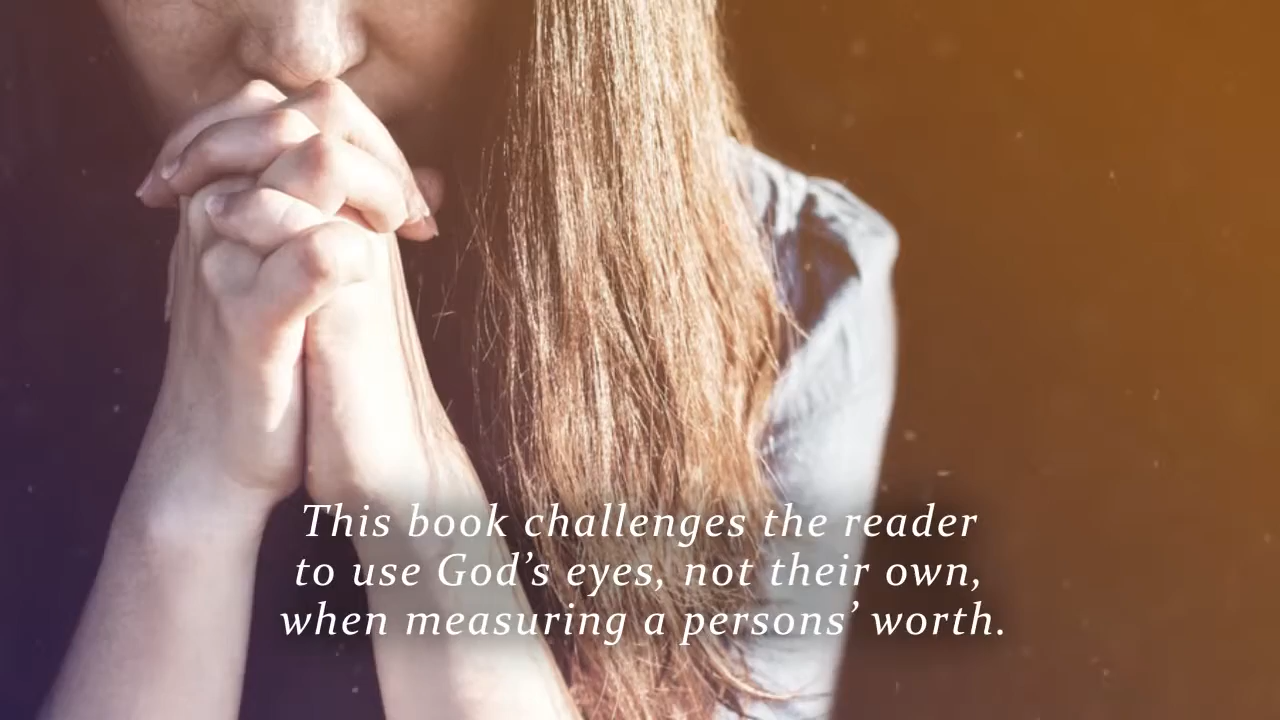 This book challenges the reader
to use God’s eyes, not their own,
when measuring a persons’ worth.